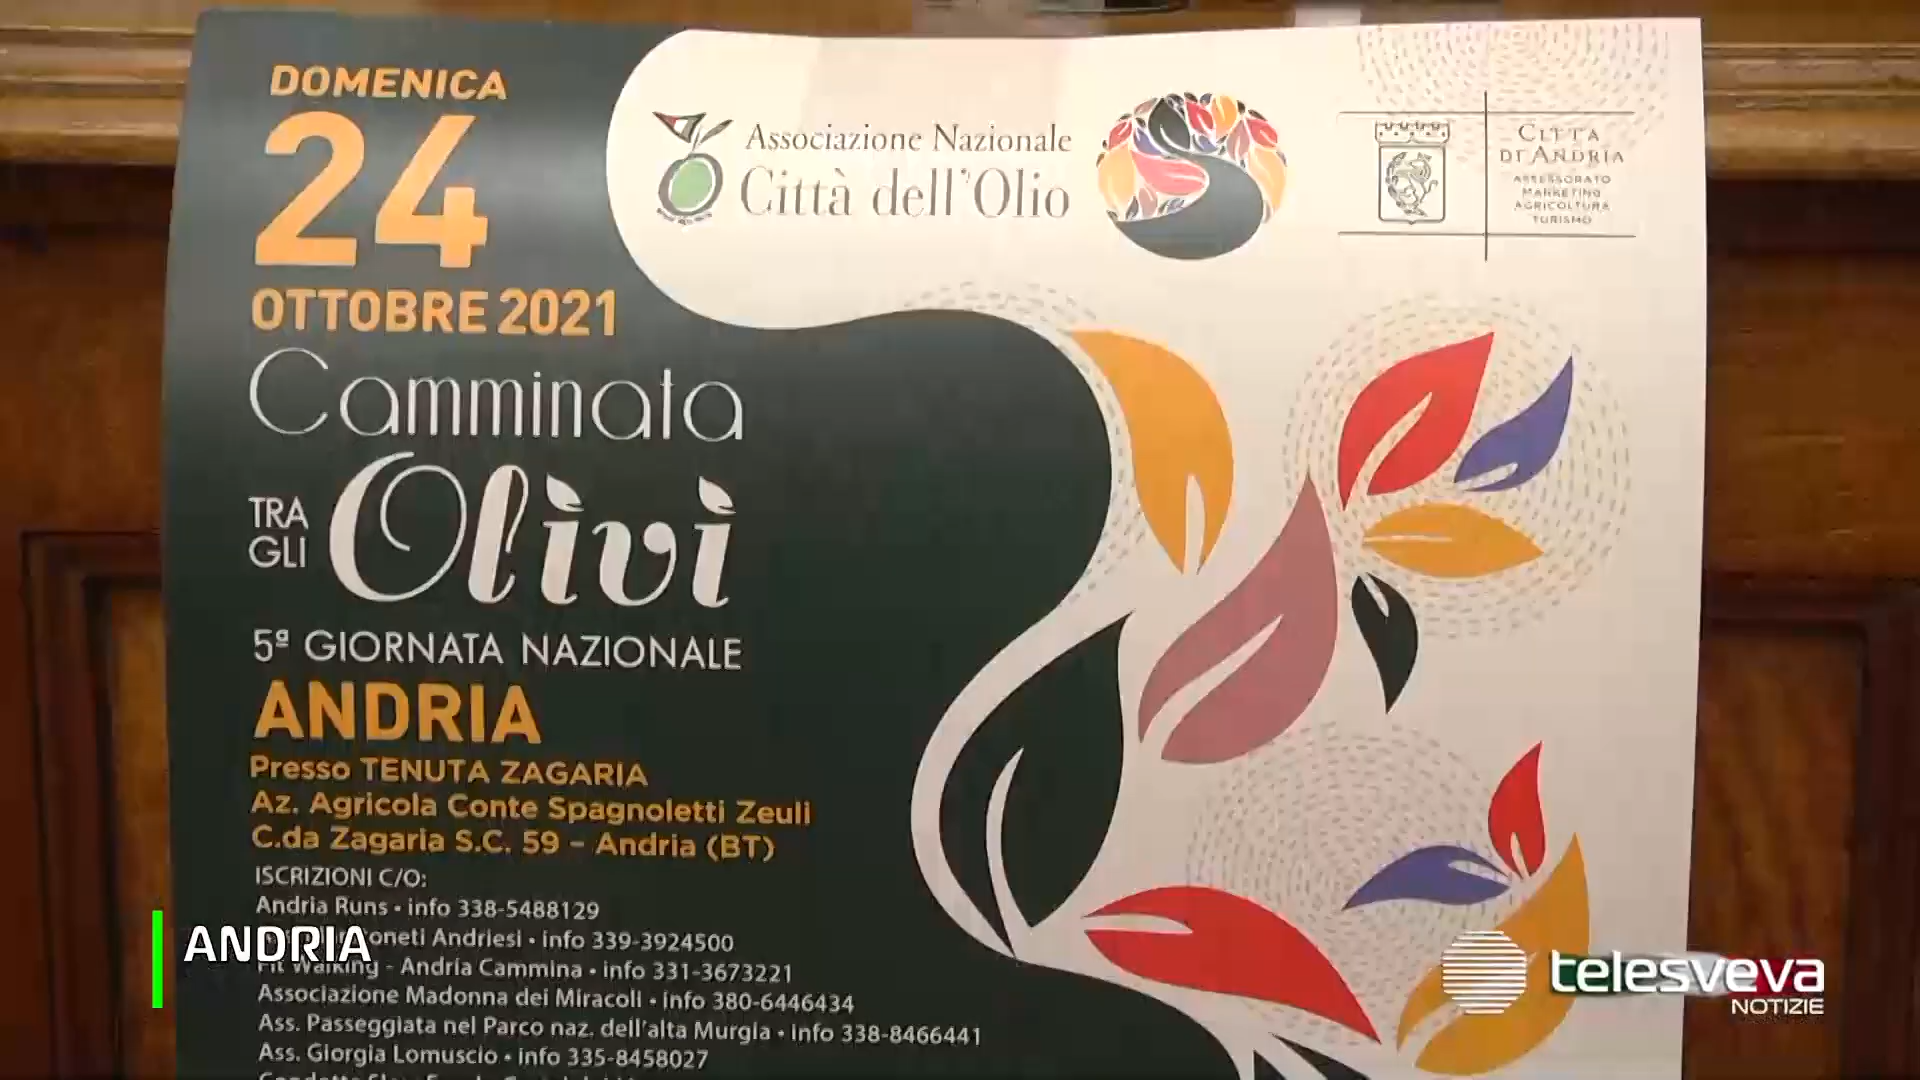 DOMENICA
24
OTTOBRE 2021
Camminata
TRA
GLI
Olivi
5ª GIORNATA NAZIONALE
ANDRIA
Presso TENUTA ZAGARIA
Az. Agricola Conte Spagnoletti Zeuli
C.da Zagaria S.C. 59 – Andria (BT)
ISCRIZIONI C/O:
Andria Runs • info 338-5488129
Andriesi • info 339-3924500
Fit Walking - Andria Cammina • info 331-3673221
Associazione Madonna dei Miracoli • info 380-6446434
Ass. Passeggiata nel Parco naz. dell'alta Murgia • info 338-8466441
Ass. Giorgia Lomuscio • info 335-8458027
Associazione Nazionale
Città dell'Olio
CITTÀ
DI ANDRIA
ASSESSORATO
MARKETING
AGRICOLTURA
TURISMO
ANDRIA
telesveva
NOTIZIE